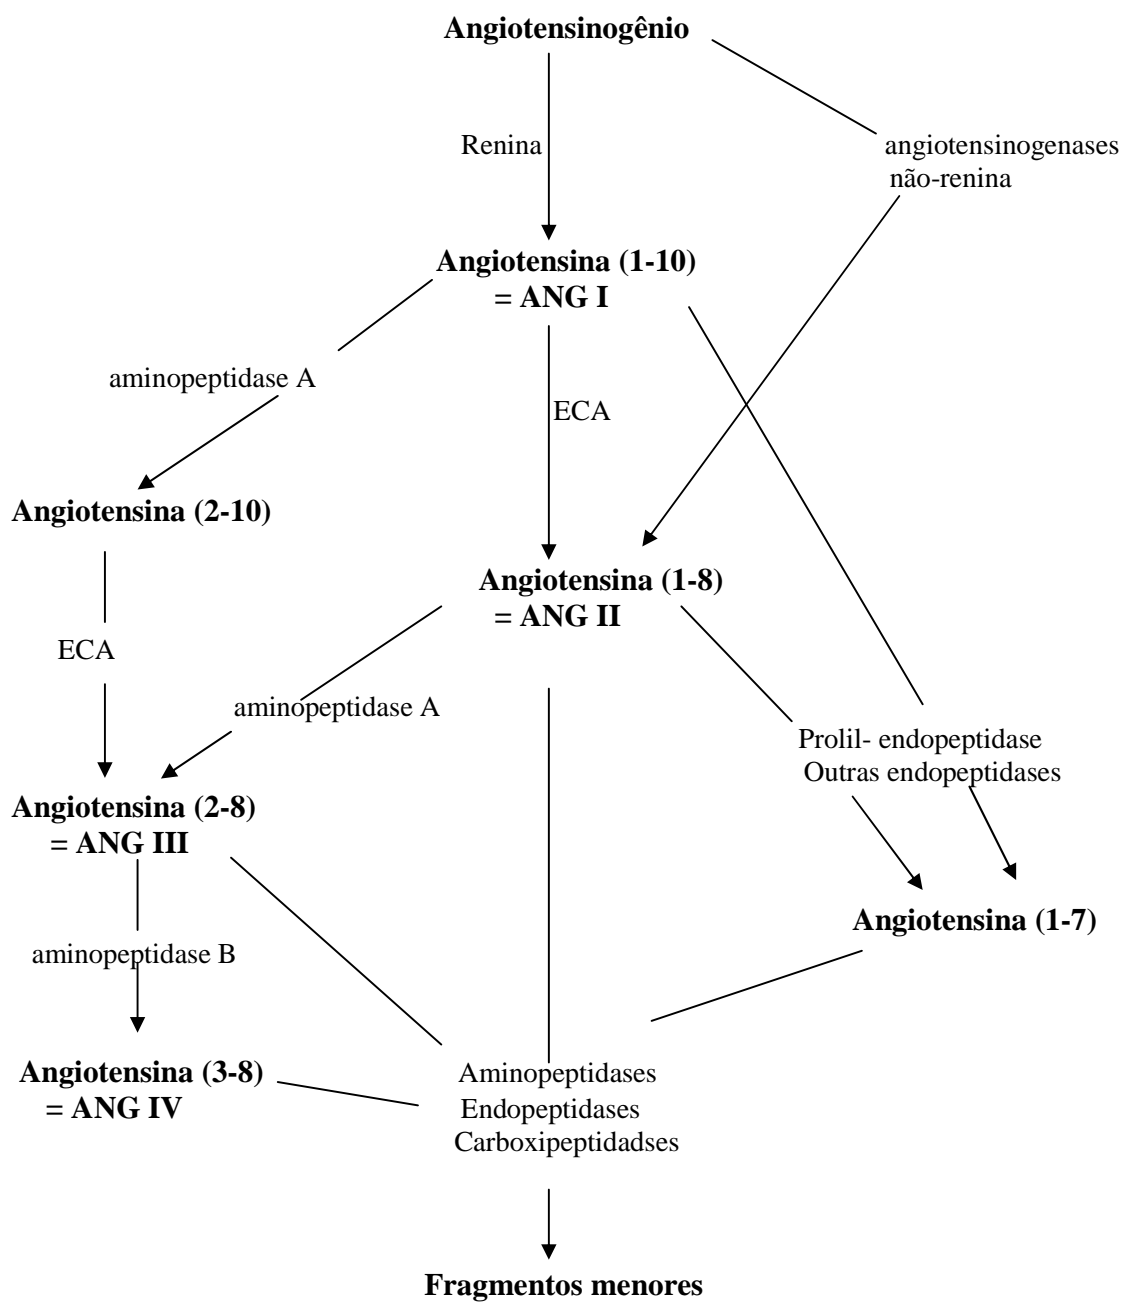 Angiotensinogênio
Renina
angiotensinogenases
não-renina
Angiotensina (1-10)
= ANG I
aminopeptidase A
ECA
Angiotensina (2-10)
Angiotensina (1-8)
= ANG II
ECA
aminopeptidase A
Prolil- endopeptidase
Outras endopeptidases
Angiotensina (2-8)
= ANG III
Angiotensina (1-7)
aminopeptidase B
Angiotensina (3-8)
= ANG IV
Aminopeptidases
Endopeptidases
Carboxipeptidadses
Fragmentos menores